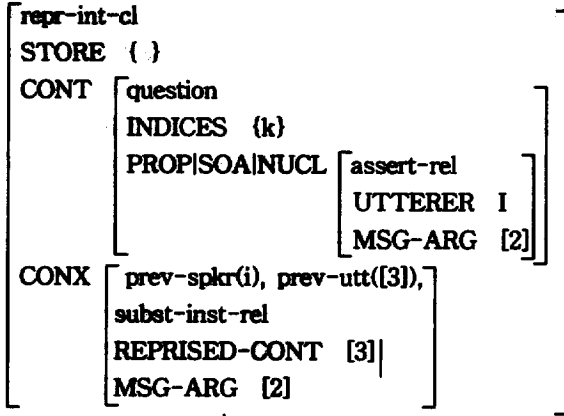 repr-int-cl
STORE { }
CONT [question
INDICES {k}
PROP|SOA|NUCL [assert-rel
UTTERER I
MSG-ARG [2]]]
CONX [prev-spkr(i), prev-utt([3]),
subst-inst-rel
REPRISED-CONT [3]|
MSG-ARG [2]]